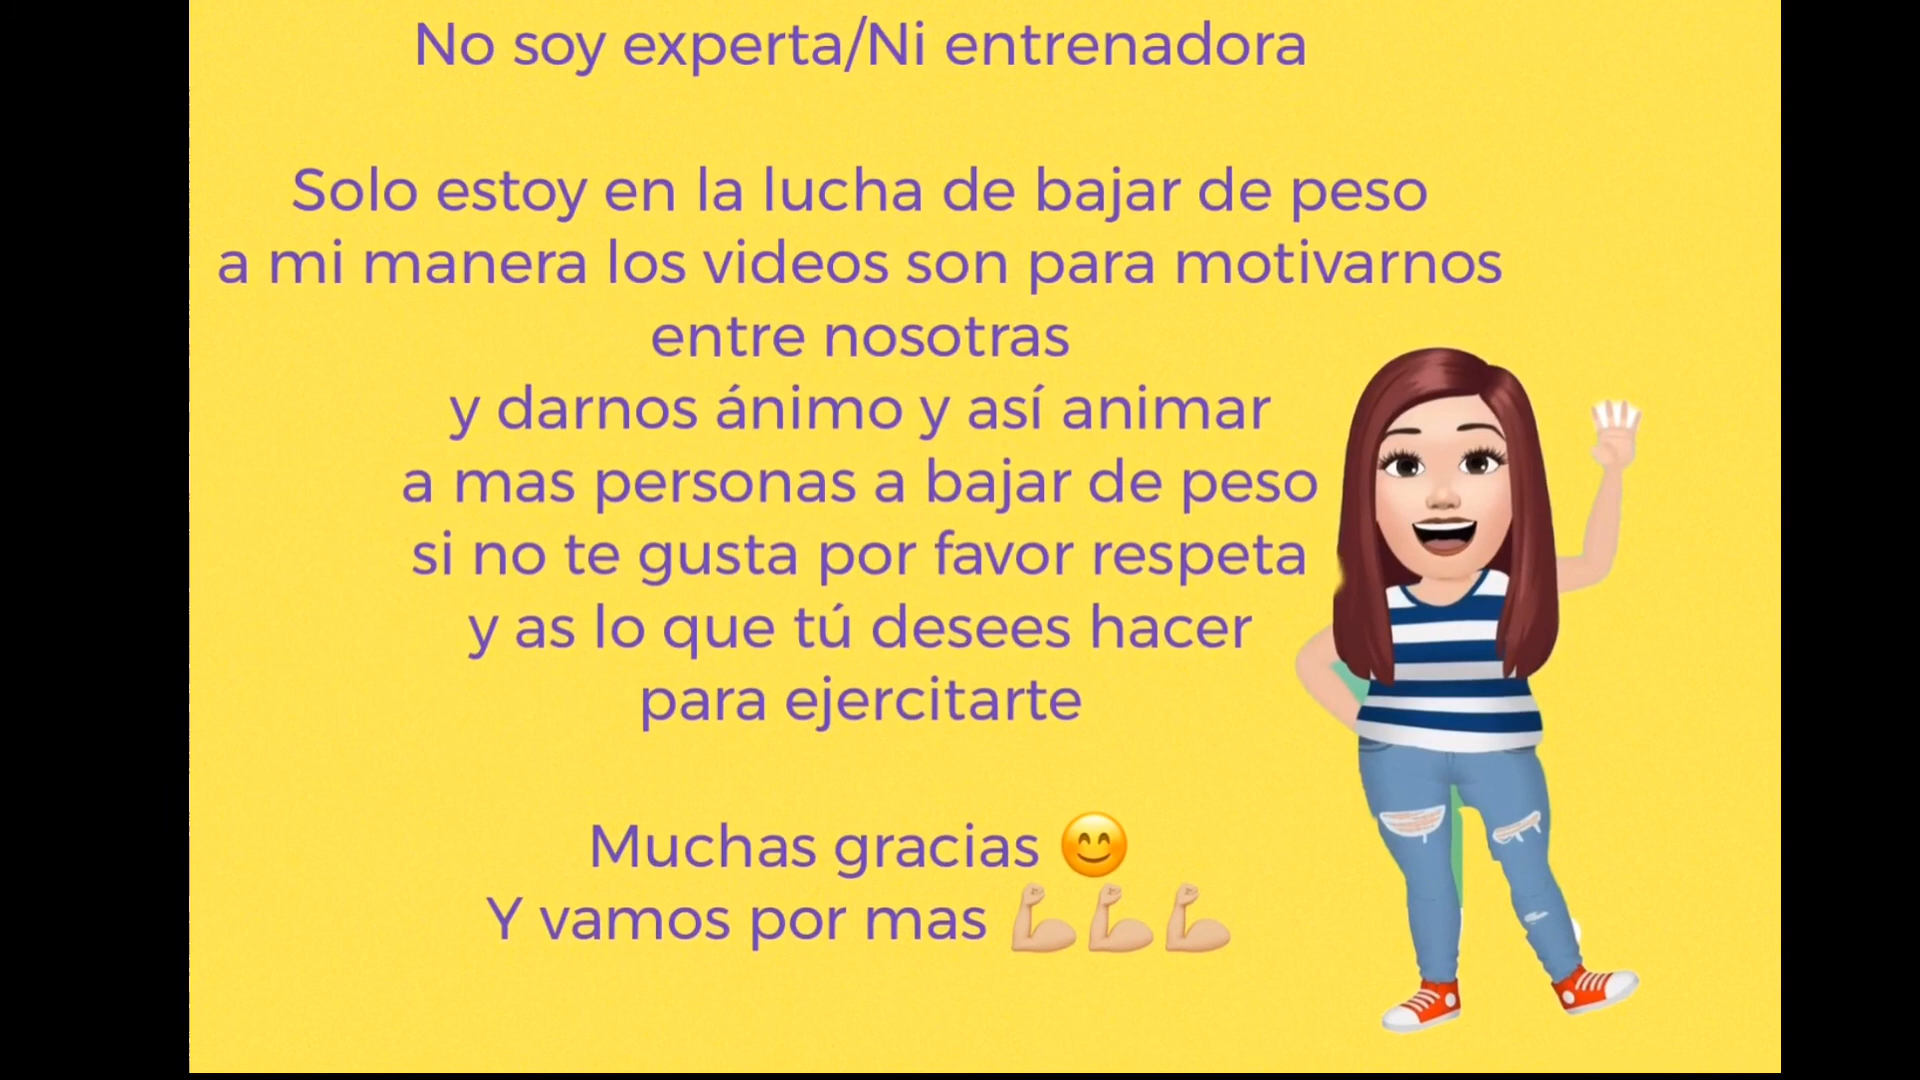 No soy experta/Ni entrenadora
Solo estoy en la lucha de bajar de peso
a mi manera los videos son para motivarnos
entre nosotras
y darnos ánimo y así animar
a mas personas a bajar de peso
si no te gusta por favor respeta
y as lo que tú desees hacer
para ejercitarte
Muchas gracias 😊
Y vamos por mas 💪🏼💪🏼💪🏼